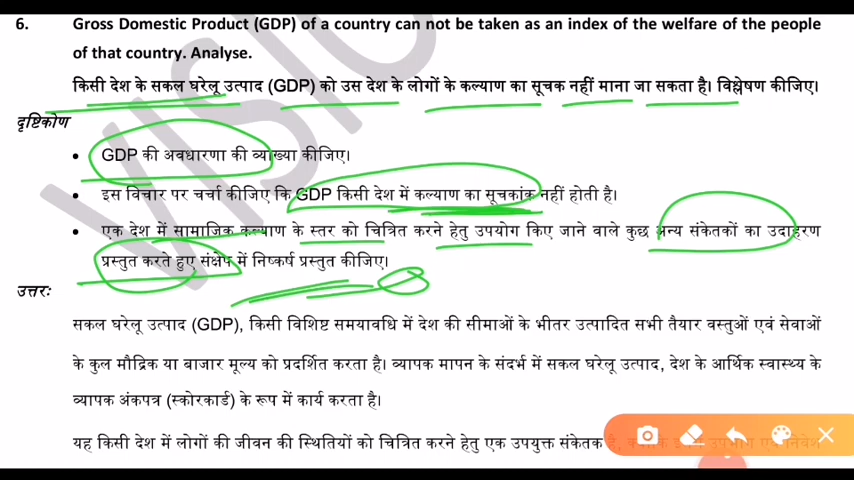 6. Gross Domestic Product (GDP) of a country can not be taken as an index of the welfare of the people
of that country. Analyse.
किसी देश के सकल घरेलू उत्पाद (GDP) को उस देश के लोगों के कल्याण का सूचक नहीं माना जा सकता है। विश्लेषण कीजिए।
दृष्टिकोण
• GDP की अवधारणा की व्याख्या कीजिए।
• इस विचार पर चर्चा कीजिए कि GDP किसी देश में कल्याण का सूचकांक नहीं होती है।
• एक देश में सामाजिक कल्याण के स्तर को चित्रित करने हेतु उपयोग किए जाने वाले कुछ अन्य संकेतकों का उदाहरण
प्रस्तुत करते हुए संक्षेप में निष्कर्ष प्रस्तुत कीजिए।
उत्तरः
सकल घरेलू उत्पाद (GDP), किसी विशिष्ट समयावधि में देश की सीमाओं के भीतर उत्पादित सभी तैयार वस्तुओं एवं सेवाओं
के कुल मौद्रिक या बाजार मूल्य को प्रदर्शित करता है। व्यापक मापन के संदर्भ में सकल घरेलू उत्पाद, देश के आर्थिक स्वास्थ्य के
व्यापक अंकपत्र (स्कोरकार्ड) के रूप में कार्य करता है।
यह किसी देश में लोगों की जीवन की स्थितियों को चित्रित करने हेतु एक उपयुक्त संकेतक